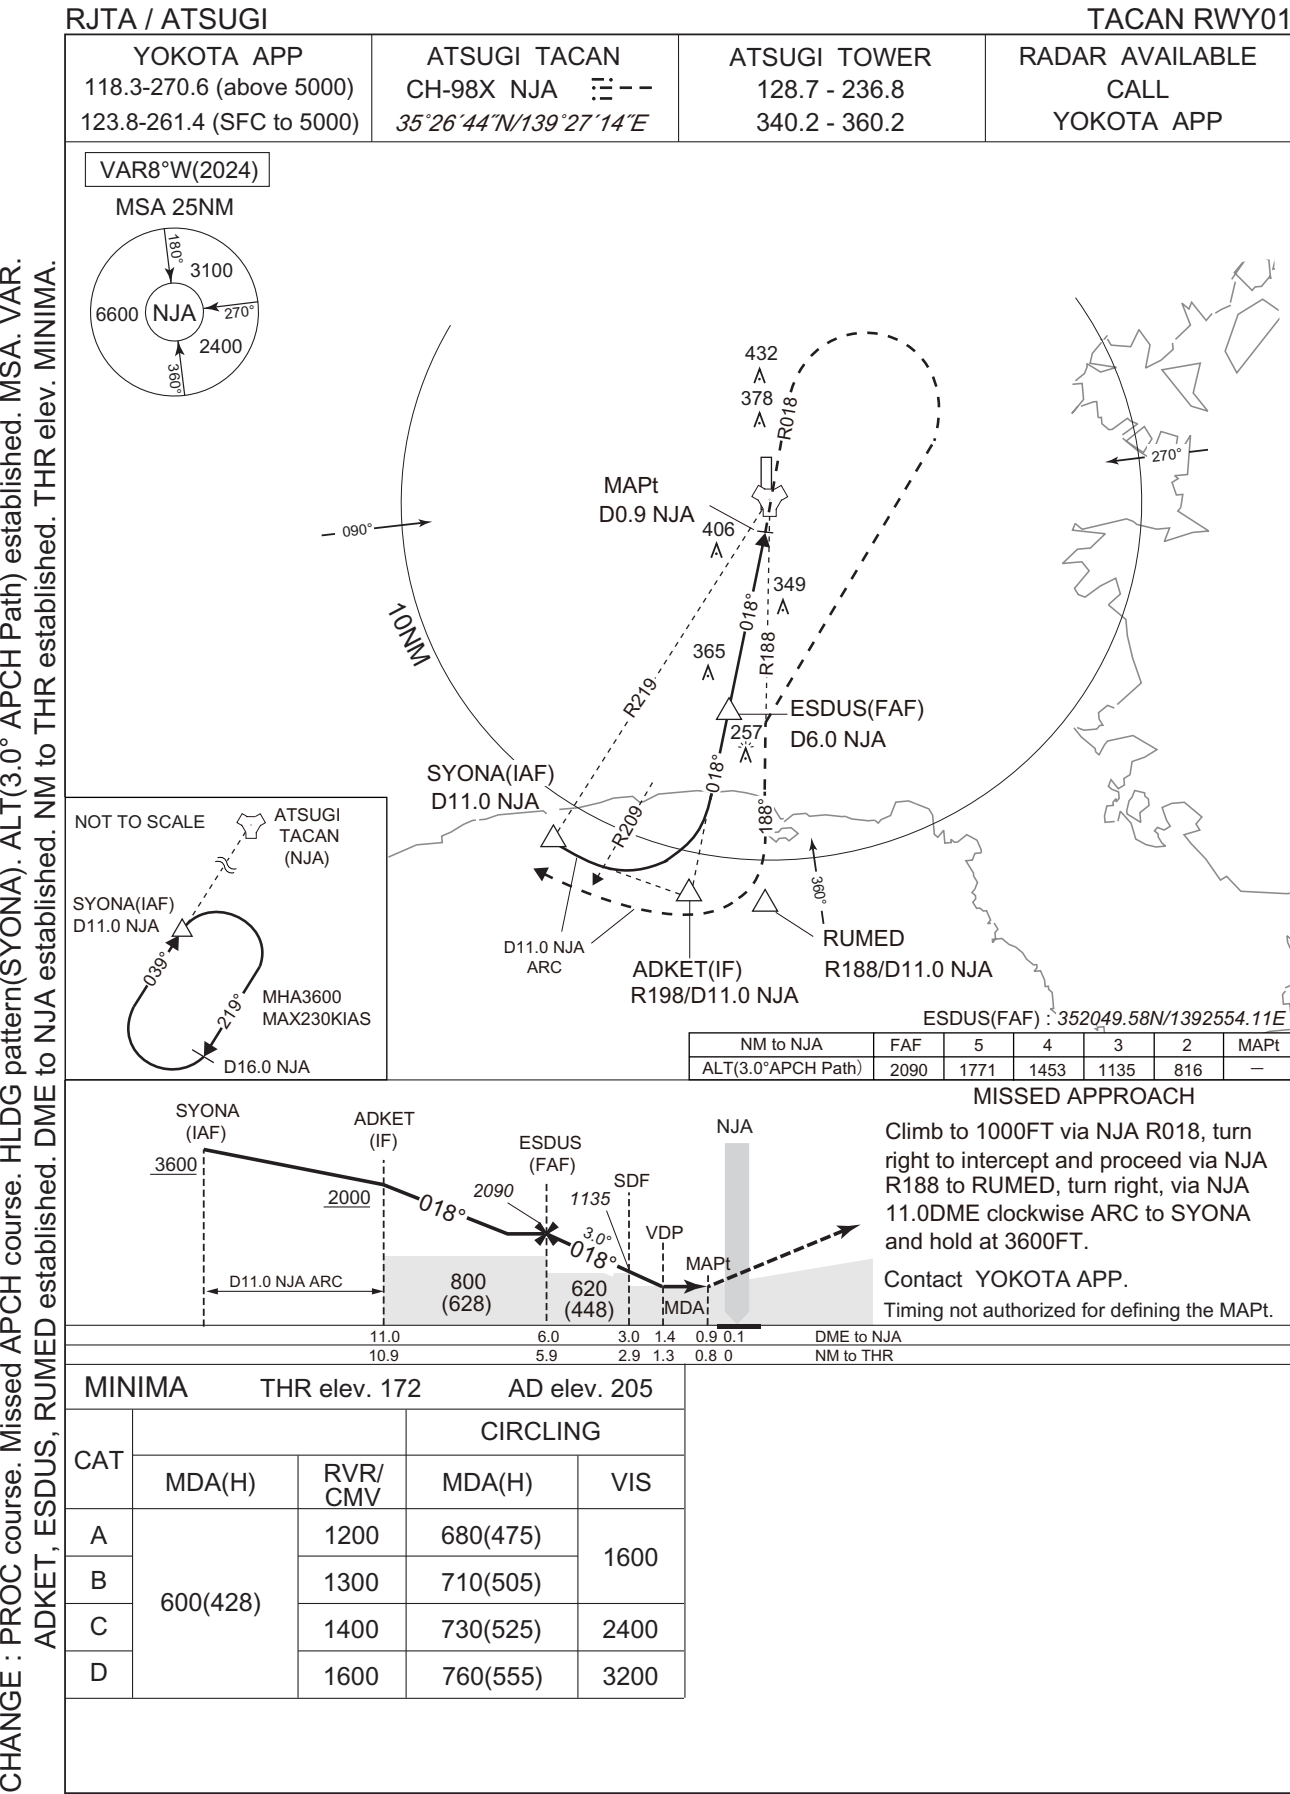 RJTA / ATSUGI
TACAN RWY01
YOKOTA APP
118.3-270.6 (above 5000)
123.8-261.4 (SFC to 5000)
ATSUGI TACAN
CH-98X NJA
35°26´44˝N/139°27´14˝E
ATSUGI TOWER
128.7 - 236.8
340.2 - 360.2
RADAR AVAILABLE
CALL
YOKOTA APP
VAR8°W(2024)
MSA 25NM
180°
3100
6600
NJA
270°
2400
360°
432
378
R018
270°
MAPt
D0.9 NJA
406
090°
349
018°
10NM
R188
365
R219
ESDUS(FAF)
D6.0 NJA
257
018°
SYONA(IAF)
D11.0 NJA
R209
188°
360°
D11.0 NJA
ARC
RUMED
R188/D11.0 NJA
ADKET(IF)
R198/D11.0 NJA
NOT TO SCALE
ATSUGI
TACAN
(NJA)
SYONA(IAF)
D11.0 NJA
039°
219°
MHA3600
MAX230KIAS
D16.0 NJA
ESDUS(FAF) : 352049.58N/1392554.11E
NM to NJA FAF 5 4 3 2 MAPt
ALT(3.0°APCH Path) 2090 1771 1453 1135 816 —
SYONA
(IAF)
3600
ADKET
(IF)
2000
018°
ESDUS
(FAF)
2090
1135
SDF
3.0°
018°
VDP
MAPt
NJA
D11.0 NJA ARC
800
(628)
620
(448)
MDA
11.0 6.0 3.0 1.4 0.9 0.1 DME to NJA
10.9 5.9 2.9 1.3 0.8 0 NM to THR
MISSED APPROACH
Climb to 1000FT via NJA R018, turn
right to intercept and proceed via NJA
R188 to RUMED, turn right, via NJA
11.0DME clockwise ARC to SYONA
and hold at 3600FT.
Contact YOKOTA APP.
Timing not authorized for defining the MAPt.
MINIMA THR elev. 172 AD elev. 205
CAT
CIRCLING
MDA(H) RVR/
CMV
MDA(H) VIS
A 600(428) 1200 680(475) 1600
B 1300 710(505)
C 1400 730(525) 2400
D 1600 760(555) 3200
CHANGE : PROC course. Missed APCH course. HLDG pattern(SYONA). ALT(3.0° APCH Path) established. MSA. VAR.
ADKET, ESDUS, RUMED established. DME to NJA established. NM to THR established. THR elev. MINIMA.